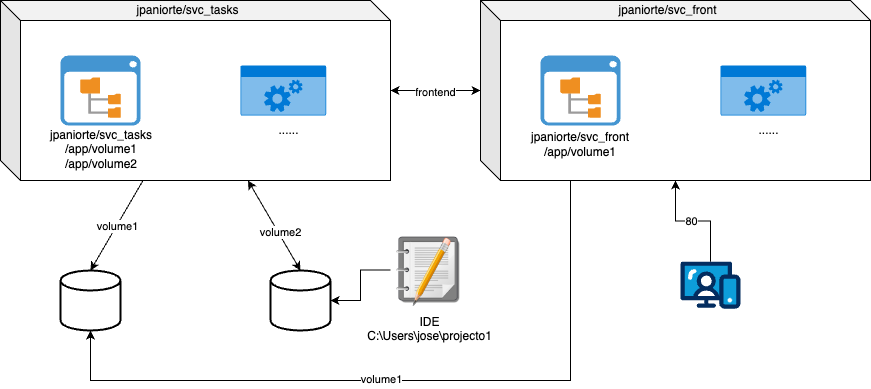 jpaniorte/svc_tasks
jpaniorte/svc_front
jpaniorte/svc_tasks
/app/volume1
/app/volume2
......
frontend
jpaniorte/svc_front
/app/volume1
......
volume1
volume2
80
IDE
C:\Users\jose\projecto1
volume1